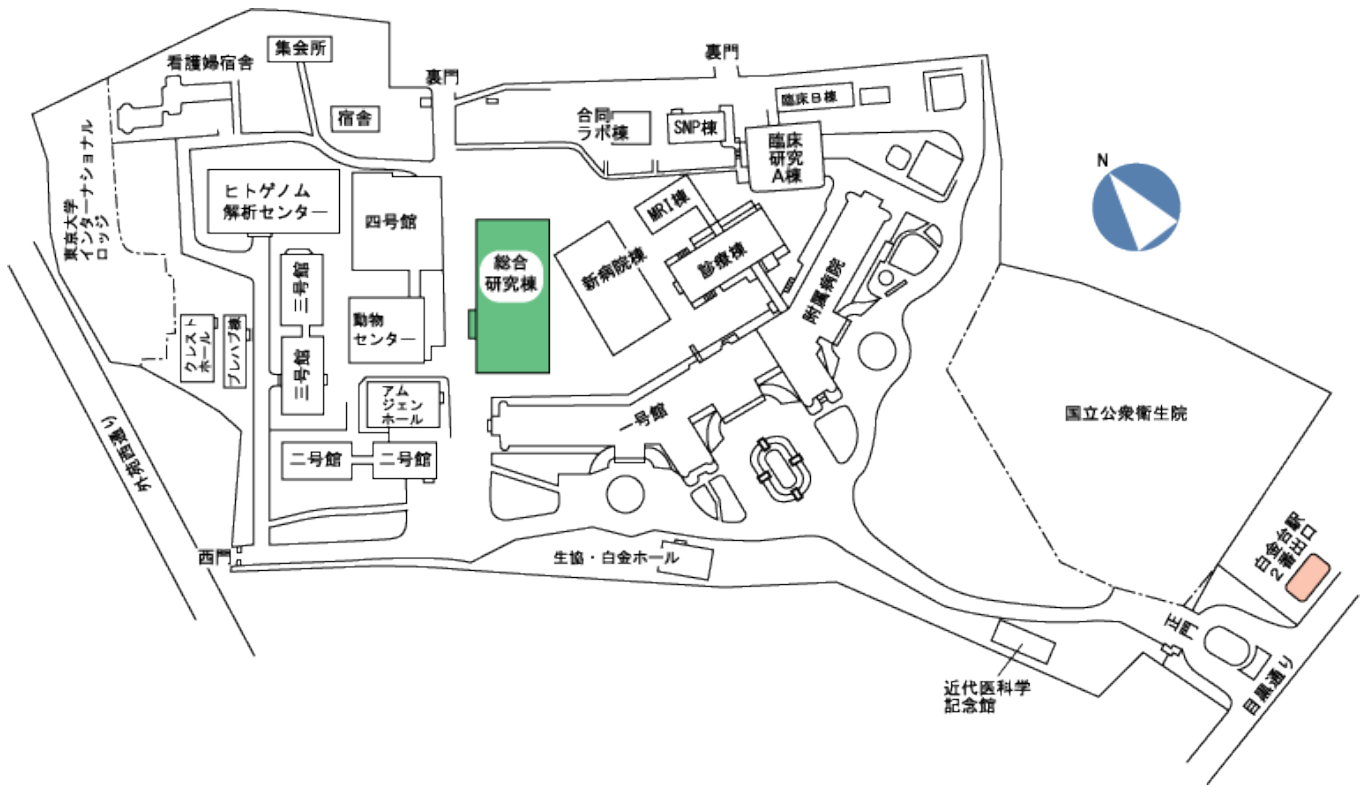 集会所
看護婦宿舎
裏門
裏門
臨床B棟
宿舎
合同
ラボ棟
SNP棟
臨床
研究
A棟
N
東京大学
インターナショナル
ロッジ
ヒトゲノム
解析センター
四号館
MRI棟
総合
研究棟
新病院棟
診療棟
附属病院
三号館
動物
センター
クレスト
ホール
プレハブ棟
三号館
アム
ジェン
ホール
一号館
国立公衆衛生院
外苑西通り
二号館
二号館
白金台駅
2番出口
西門
生協・白金ホール
正門
近代医科学
記念館
目黒通り